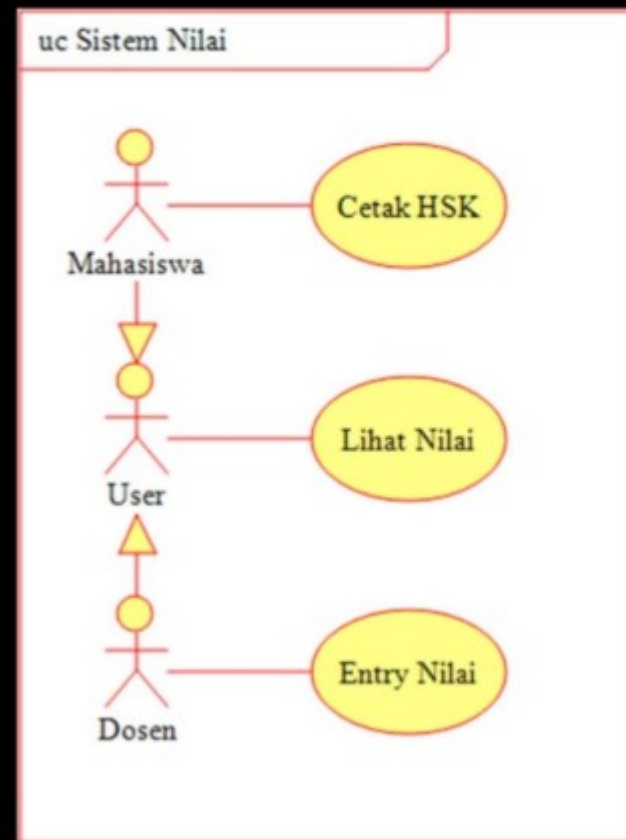 uc Sistem Nilai
Cetak HSK
Mahasiswa
Lihat Nilai
User
Entry Nilai
Dosen